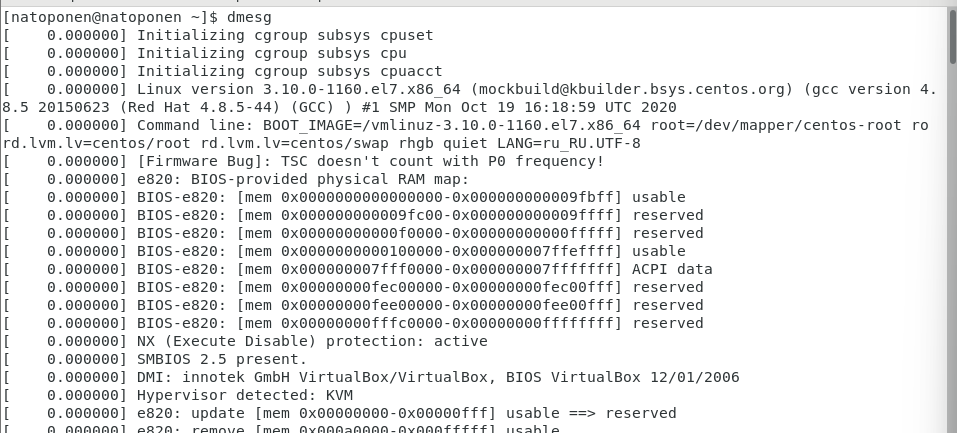 [natoponen@natoponen ~]$ dmesg
[    0.000000] Initializing cgroup subsys cpuset
[    0.000000] Initializing cgroup subsys cpu
[    0.000000] Initializing cgroup subsys cpuacct
[    0.000000] Linux version 3.10.0-1160.el7.x86_64 (mockbuild@kbuilder.bsys.centos.org) (gcc version 4.
8.5 20150623 (Red Hat 4.8.5-44) (GCC) ) #1 SMP Mon Oct 19 16:18:59 UTC 2020
[    0.000000] Command line: BOOT_IMAGE=/vmlinuz-3.10.0-1160.el7.x86_64 root=/dev/mapper/centos-root ro
rd.lvm.lv=centos/root rd.lvm.lv=centos/swap rhgb quiet LANG=ru_RU.UTF-8
[    0.000000] [Firmware Bug]: TSC doesn't count with P0 frequency!
[    0.000000] e820: BIOS-provided physical RAM map:
[    0.000000] BIOS-e820: [mem 0x0000000000000000-0x000000000009fbff] usable
[    0.000000] BIOS-e820: [mem 0x000000000009fc00-0x000000000009ffff] reserved
[    0.000000] BIOS-e820: [mem 0x00000000000f0000-0x00000000000fffff] reserved
[    0.000000] BIOS-e820: [mem 0x0000000000100000-0x000000007ffeffff] usable
[    0.000000] BIOS-e820: [mem 0x000000007fff0000-0x000000007fffffff] ACPI data
[    0.000000] BIOS-e820: [mem 0x00000000fec00000-0x00000000fec00fff] reserved
[    0.000000] BIOS-e820: [mem 0x00000000fee00000-0x00000000fee00fff] reserved
[    0.000000] BIOS-e820: [mem 0x00000000fffc0000-0x00000000ffffffff] reserved
[    0.000000] NX (Execute Disable) protection: active
[    0.000000] SMBIOS 2.5 present.
[    0.000000] DMI: innotek GmbH VirtualBox/VirtualBox, BIOS VirtualBox 12/01/2006
[    0.000000] Hypervisor detected: KVM
[    0.000000] e820: update [mem 0x00000000-0x00000fff] usable ==> reserved
[    0.000000] e820: remove [mem 0x000a0000-0x000fffff] usable